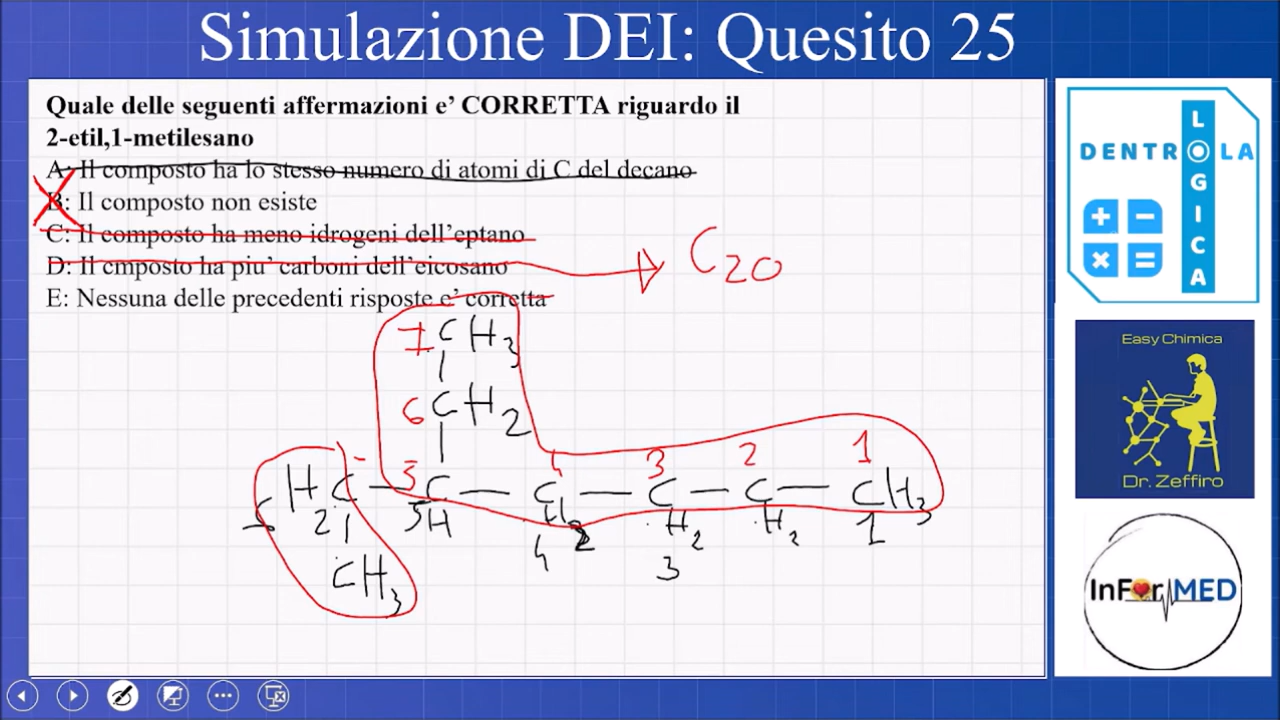 Simulazione DEI: Quesito 25
Quale delle seguenti affermazioni e' CORRETTA riguardo il
2-etil,1-metilesano
A: Il composto ha lo stesso numero di atomi di C del decano
B: Il composto non esiste
C: Il composto ha meno idrogeni dell'eptano
D: Il cmposto ha piu' carboni dell'eicosano
E: Nessuna delle precedenti risposte e' corretta
C20
7 CH3
6 CH2
5 4 3 2 1
H2C — C — C — C — C — CH3
1 5 H H2 H2 H2 1
4 3
CH3
DENTRO LA
LOGICA
Easy Chimica
Dr. Zeffiro
InForMED